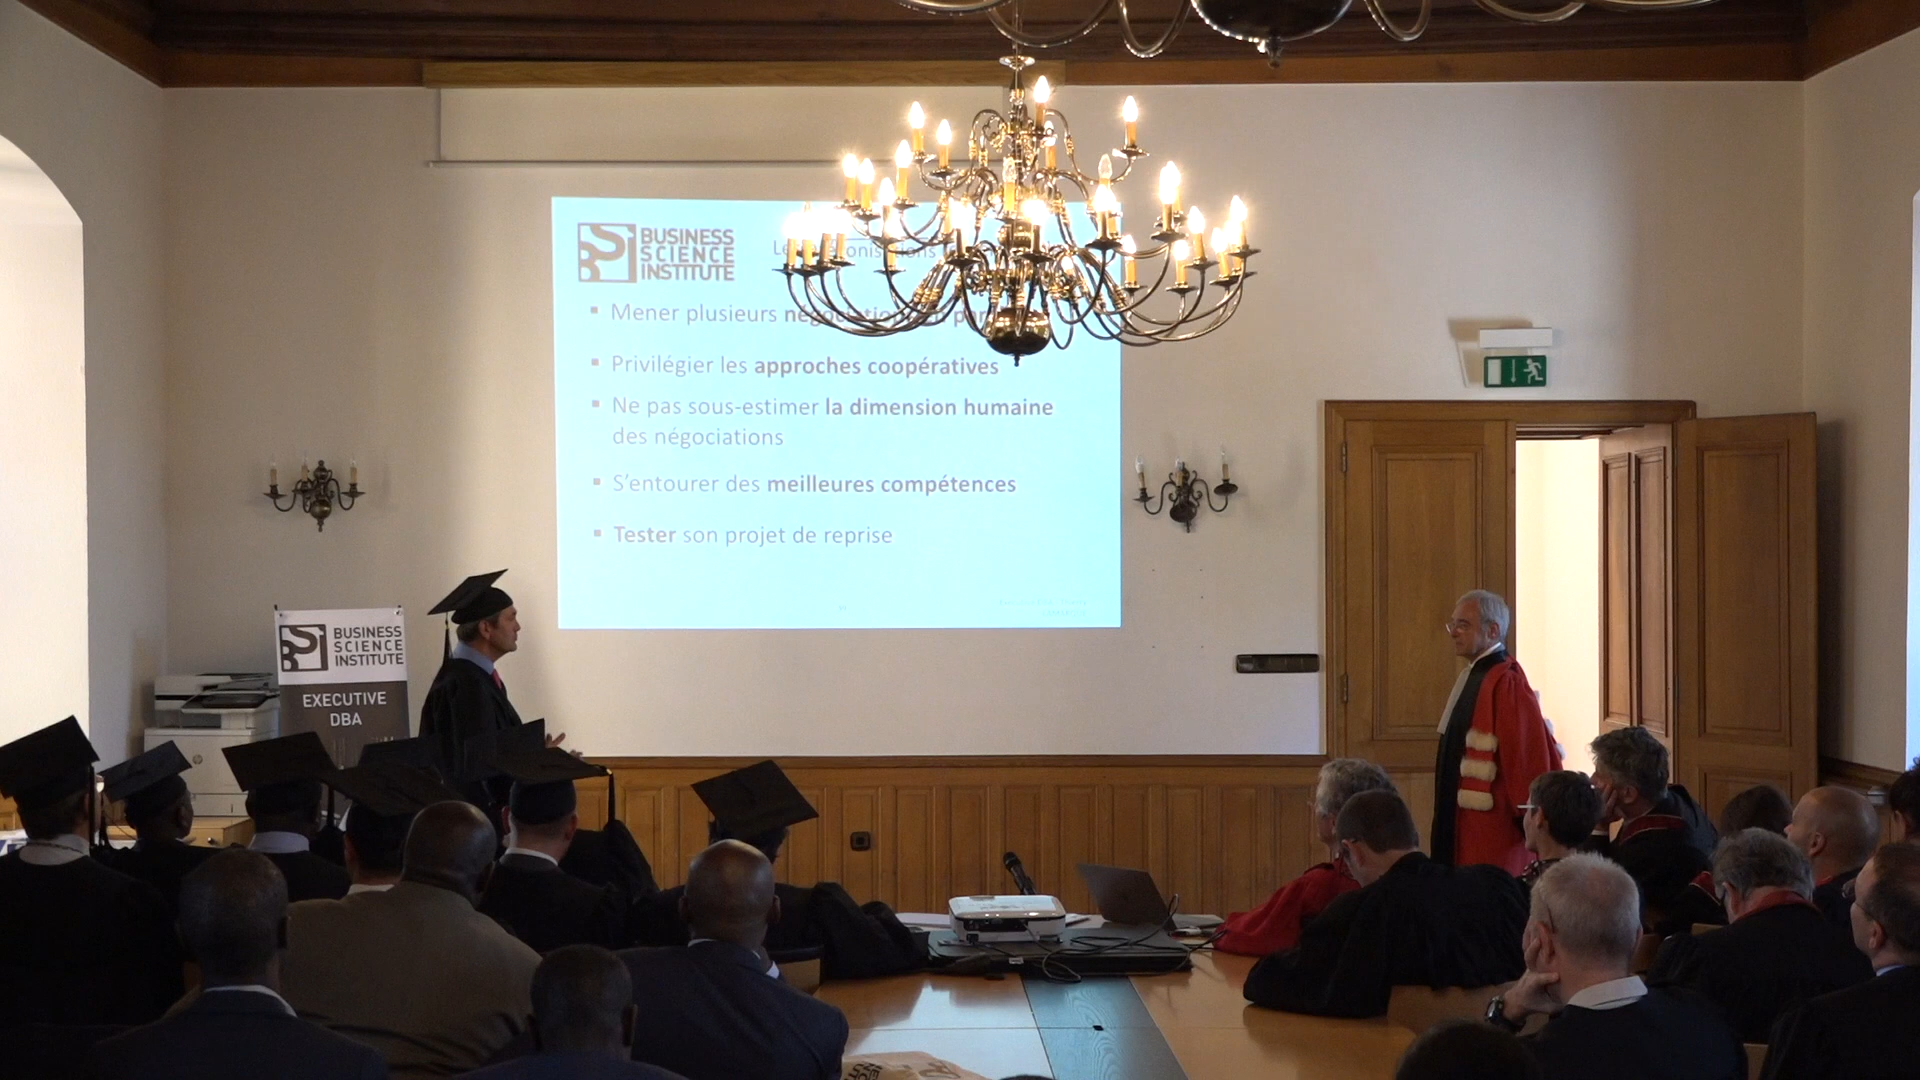 BUSINESS
SCIENCE
INSTITUTE
Mener plusieurs
Privilégier les approches coopératives
Ne pas sous-estimer la dimension humaine
des négociations
S'entourer des meilleures compétences
Tester son projet de reprise
BUSINESS
SCIENCE
INSTITUTE
EXECUTIVE
DBA